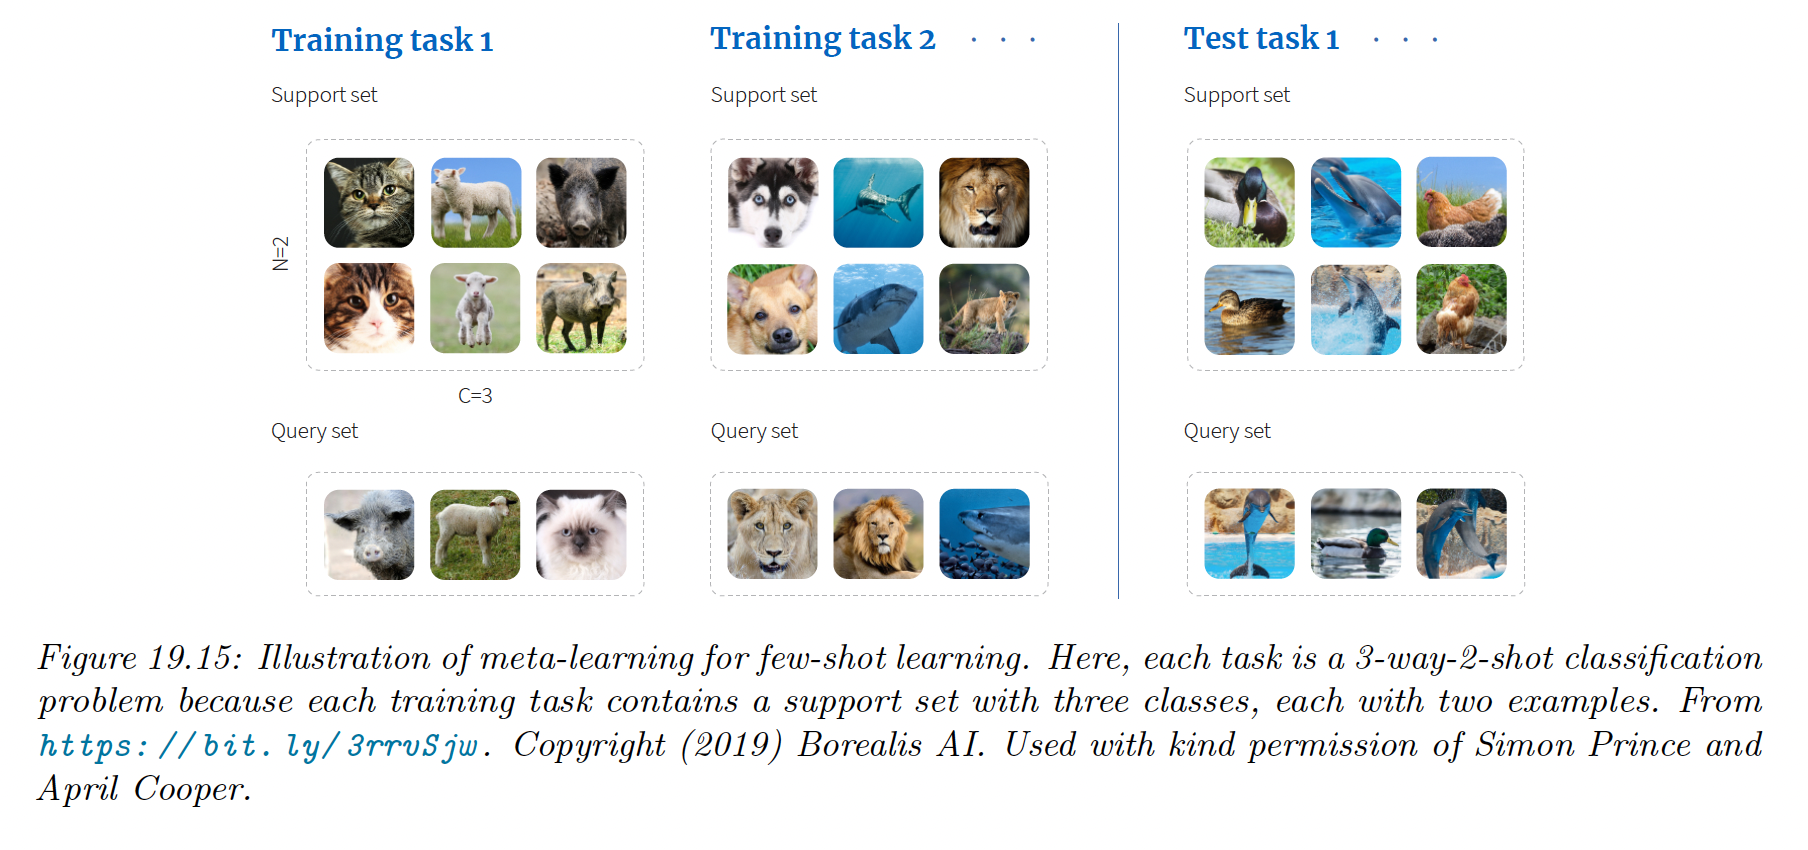 Training task 1
Training task 2 . . .
Test task 1 . . .
Support set
Support set
Support set
N=2
C=3
Query set
Query set
Query set
Figure 19.15: Illustration of meta-learning for few-shot learning. Here, each task is a 3-way-2-shot classification
problem because each training task contains a support set with three classes, each with two examples. From
https://bit.ly/3rrvSjw. Copyright (2019) Borealis AI. Used with kind permission of Simon Prince and
April Cooper.